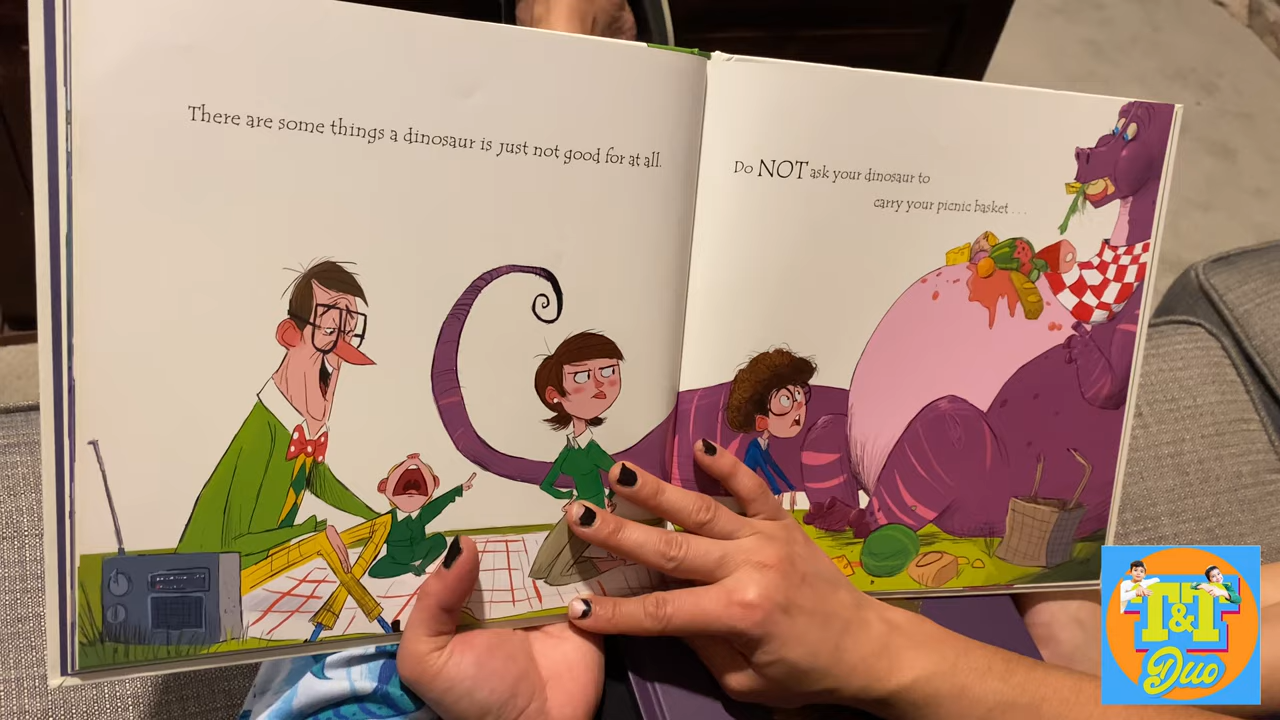 There are some things a dinosaur is just not good for at all.
Do NOT ask your dinosaur to
carry your picnic basket . . .
T&T
Duo